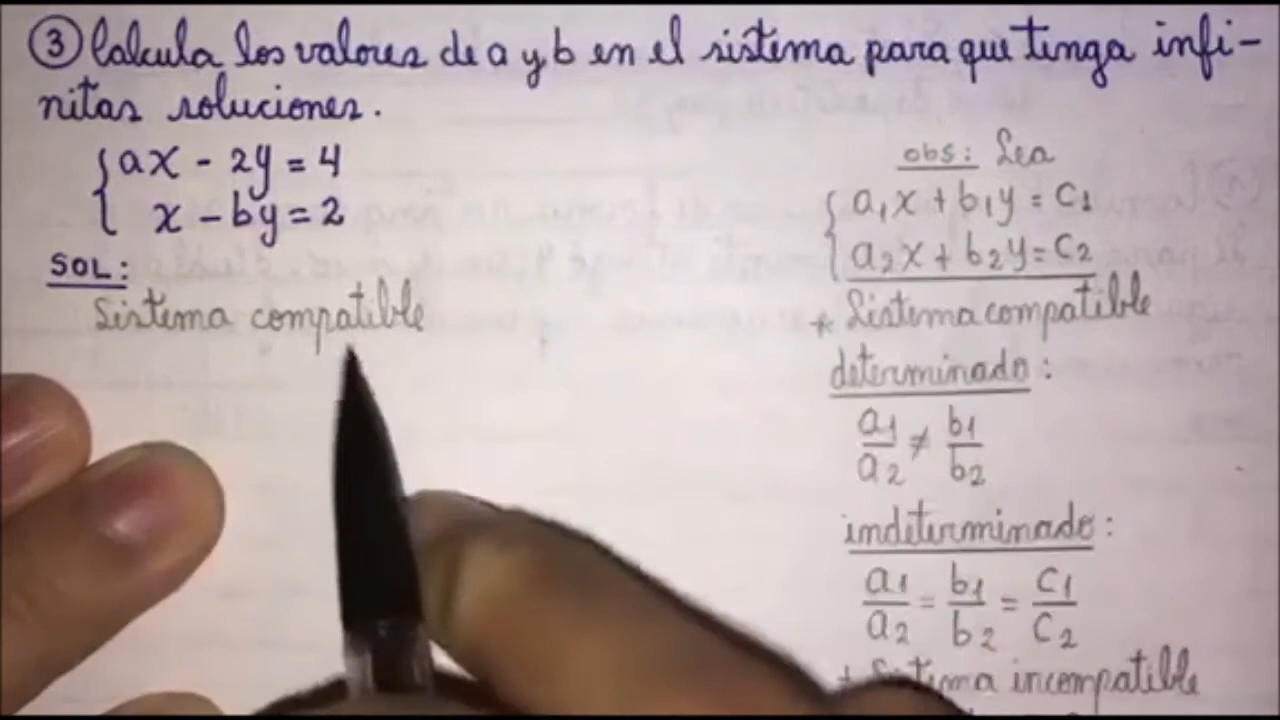 ③ Calcula los valores de a y b en el sistema para que tenga infi-
nitas soluciones.
ax - 2y = 4
x - by = 2
SOL:
Sistema compatible
obs: Sea
a₁x + b₁y = c₁
a₂x + b₂y = c₂
* Sistema compatible
determinado:
a₁/a₂ ≠ b₁/b₂
indeterminado:
a₁/a₂ = b₁/b₂ = c₁/c₂
* Sistema incompatible